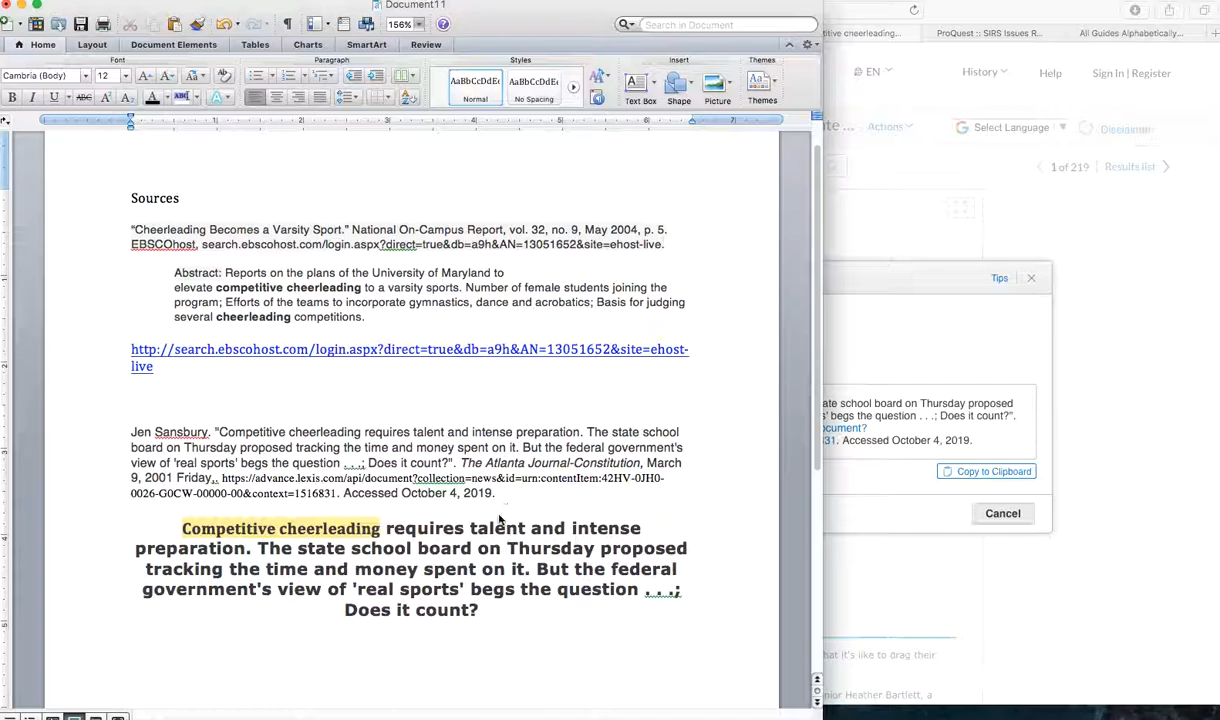 Document11
156%
Search in Document
Home Layout Document Elements Tables Charts SmartArt Review
Font Paragraph Styles Insert Themes
Cambria (Body) 12
AaBbCcDdEe AaBbCcDdEe
Normal No Spacing
Text Box Shape Picture Themes
Sources
"Cheerleading Becomes a Varsity Sport." National On-Campus Report, vol. 32, no. 9, May 2004, p. 5.
EBSCOhost, search.ebscohost.com/login.aspx?direct=true&db=a9h&AN=13051652&site=ehost-live.
Abstract: Reports on the plans of the University of Maryland to
elevate competitive cheerleading to a varsity sports. Number of female students joining the
program; Efforts of the teams to incorporate gymnastics, dance and acrobatics; Basis for judging
several cheerleading competitions.
http://search.ebscohost.com/login.aspx?direct=true&db=a9h&AN=13051652&site=ehost-
live
Jen Sansbury. "Competitive cheerleading requires talent and intense preparation. The state school
board on Thursday proposed tracking the time and money spent on it. But the federal government's
view of 'real sports' begs the question . . .; Does it count?". The Atlanta Journal-Constitution, March
9, 2001 Friday,. https://advance.lexis.com/api/document?collection=news&id=urn:contentItem:42HV-0JH0-
0026-G0CW-00000-00&context=1516831. Accessed October 4, 2019.
Competitive cheerleading requires talent and intense
preparation. The state school board on Thursday proposed
tracking the time and money spent on it. But the federal
government's view of 'real sports' begs the question . . .;
Does it count?
cheerleading... ProQuest :: SIRS Issues R... All Guides Alphabetically...
EN History Help Sign In | Register
Actions Select Language Disclaimer
1 of 219 Results list
Tips
ate school board on Thursday proposed
s' begs the question . . .; Does it count?".
ocument?
31. Accessed October 4, 2019.
Copy to Clipboard
Cancel
hat it's like to drag their
nior Heather Bartlett, a